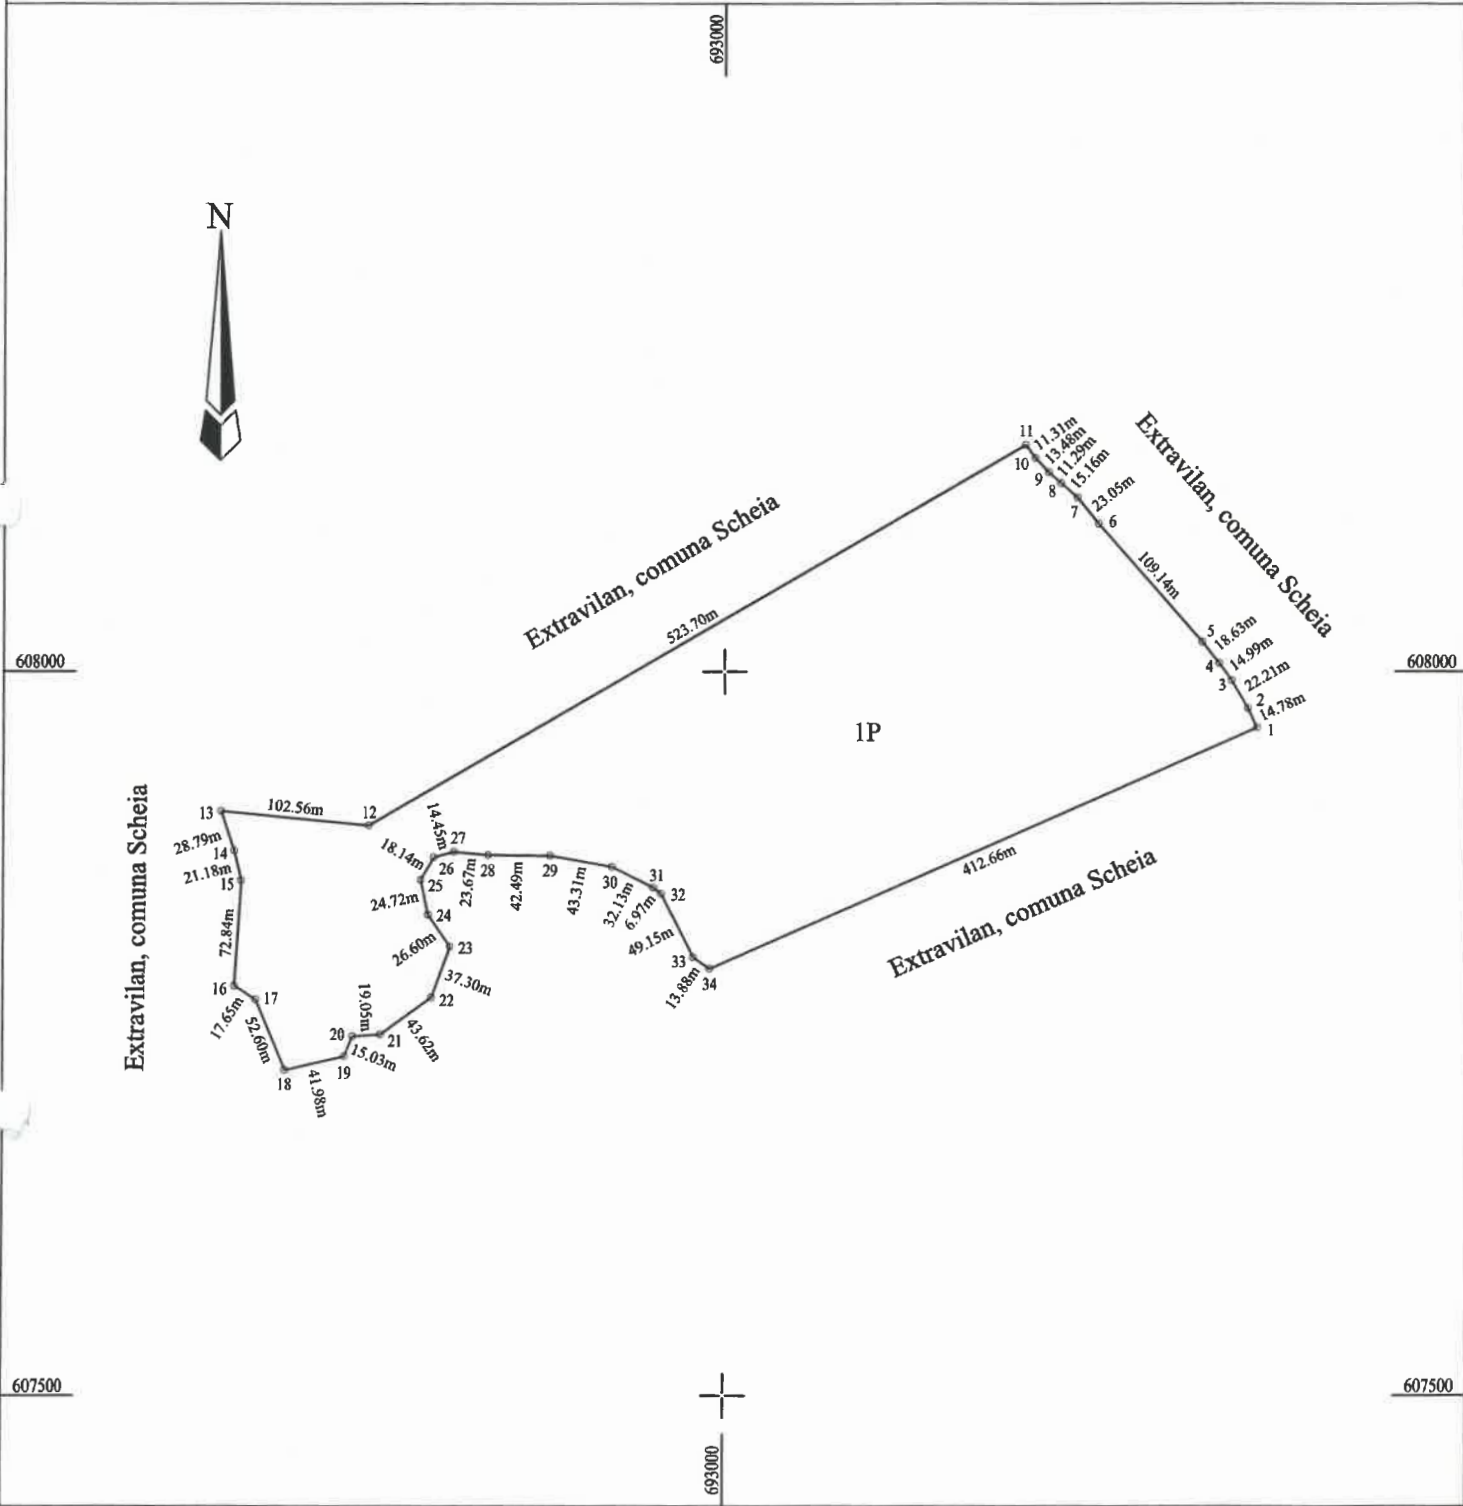 693000
N
11
11.31m
10
13.48m
9
11.29m
8
15.16m
7
23.05m
6
Extravilan, comuna Scheia
Extravilan, comuna Scheia
109.14m
523.70m
5
18.63m
608000
4
14.99m
608000
3
22.21m
2
14.78m
1
1P
Extravilan, comuna Scheia
13
102.56m
12
28.79m
14
21.18m
15
14.45m
27
18.14m
26
23.67m
28
42.49m
29
43.31m
30
32.13m
31
6.97m
32
412.66m
Extravilan, comuna Scheia
25
24.72m
24
26.60m
23
72.84m
49.15m
33
13.88m
34
16
17
17.65m
52.60m
37.30m
22
19.05m
20
21
43.62m
15.03m
19
18
41.98m
607500
607500
693000